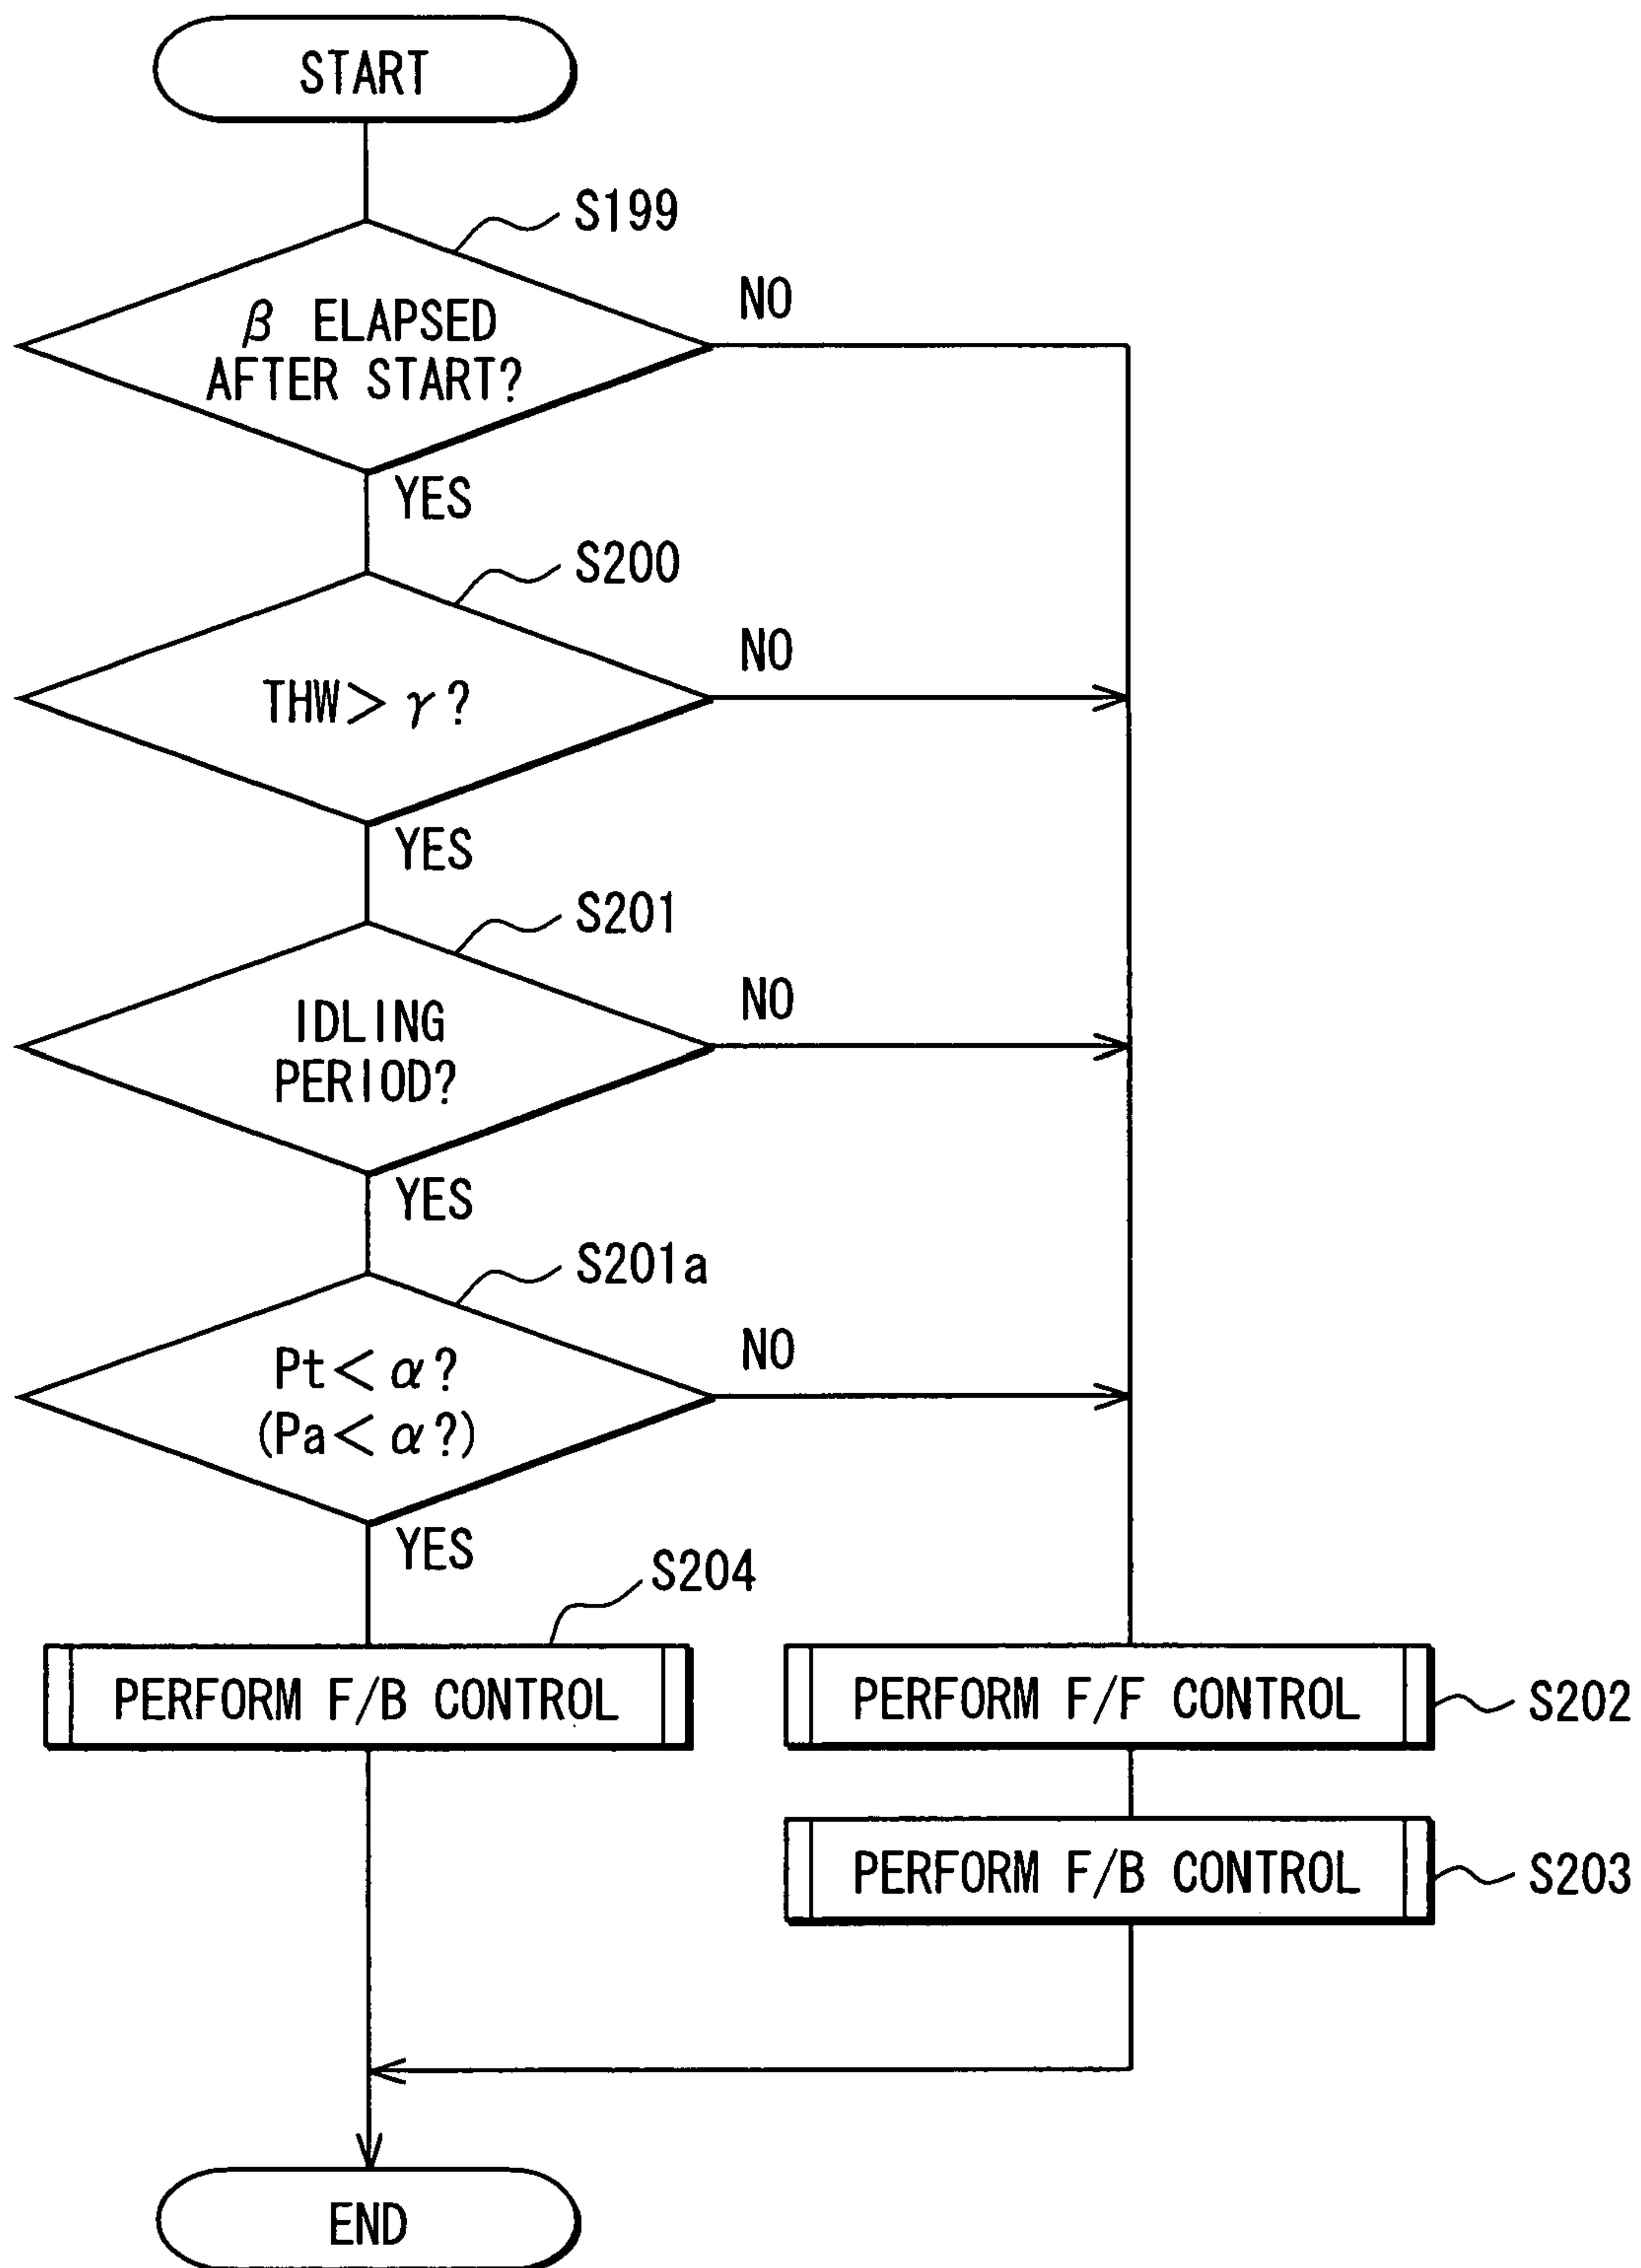 START
S199
β ELAPSED
AFTER START?
NO
YES
S200
THW> γ?
NO
YES
S201
IDLING
PERIOD?
NO
YES
S201a
Pt< α?
(Pa< α?)
NO
YES
S204
PERFORM F/B CONTROL
PERFORM F/F CONTROL
S202
PERFORM F/B CONTROL
S203
END